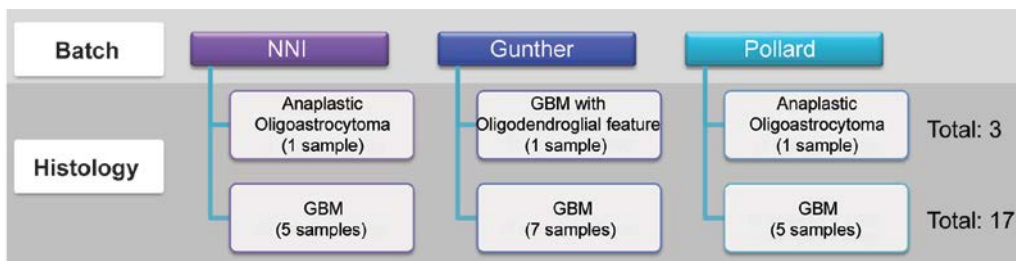 Batch
NNI
Gunther
Pollard
Histology
Anaplastic
Oligoastrocytoma
(1 sample)
GBM with
Oligodendroglial feature
(1 sample)
Anaplastic
Oligoastrocytoma
(1 sample)
Total: 3
GBM
(5 samples)
GBM
(7 samples)
GBM
(5 samples)
Total: 17